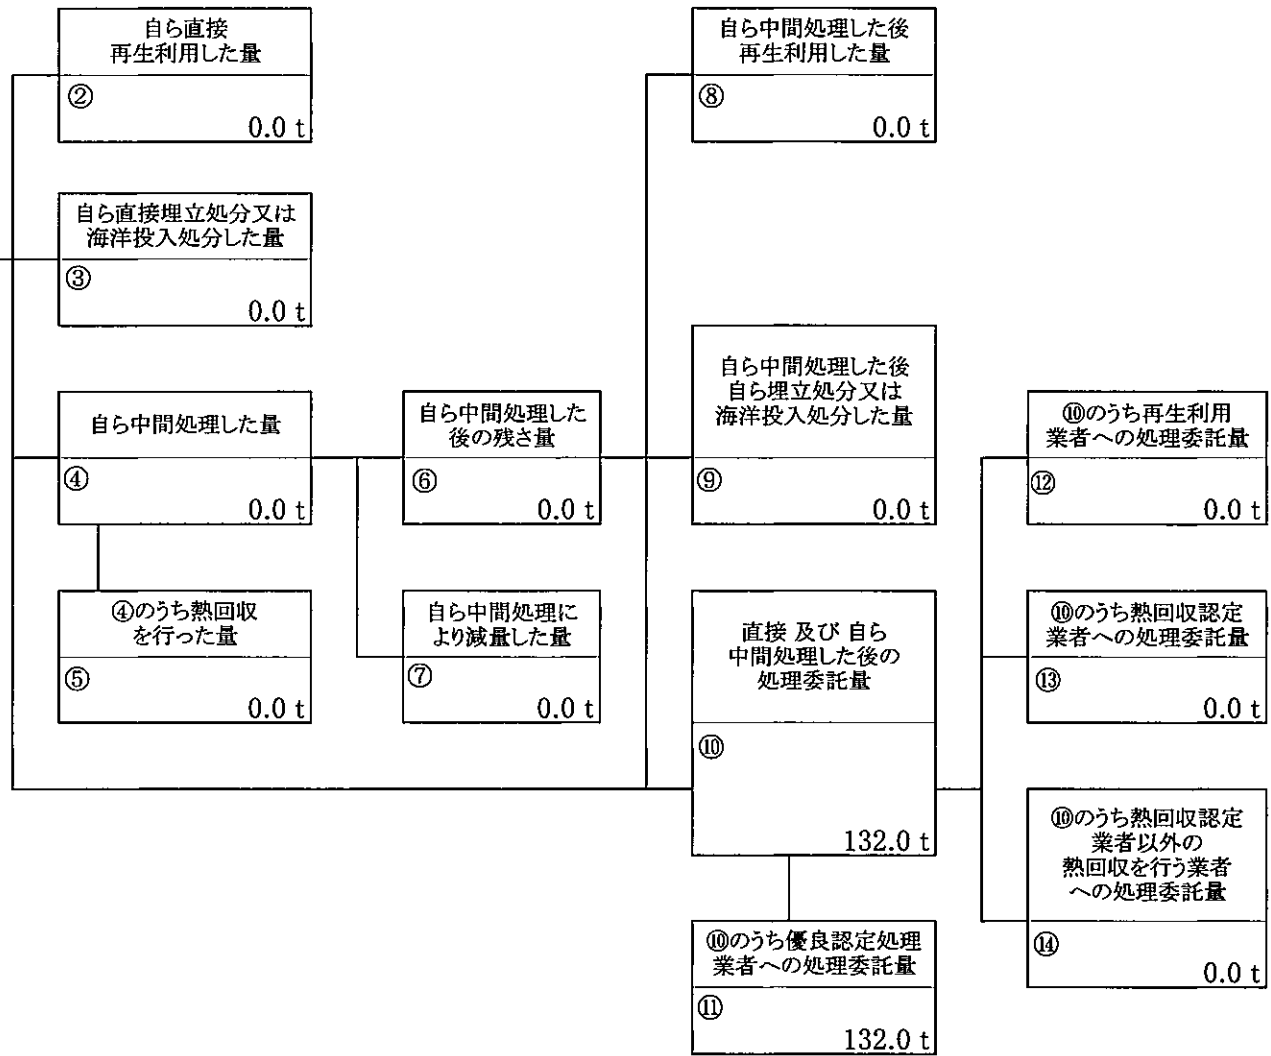 自ら直接
再生利用した量
②
0.0 t
自ら直接埋立処分又は
海洋投入処分した量
③
0.0 t
自ら中間処理した量
④
0.0 t
④のうち熱回収
を行った量
⑤
0.0 t
自ら中間処理した
後の残さ量
⑥
0.0 t
自ら中間処理に
より減量した量
⑦
0.0 t
自ら中間処理した後
再生利用した量
⑧
0.0 t
自ら中間処理した後
自ら埋立処分又は
海洋投入処分した量
⑨
0.0 t
直接 及び 自ら
中間処理した後の
処理委託量
⑩
132.0 t
⑩のうち優良認定処理
業者への処理委託量
⑪
132.0 t
⑩のうち再生利用
業者への処理委託量
⑫
0.0 t
⑩のうち熱回収認定
業者への処理委託量
⑬
0.0 t
⑩のうち熱回収認定
業者以外の
熱回収を行う業者
への処理委託量
⑭
0.0 t